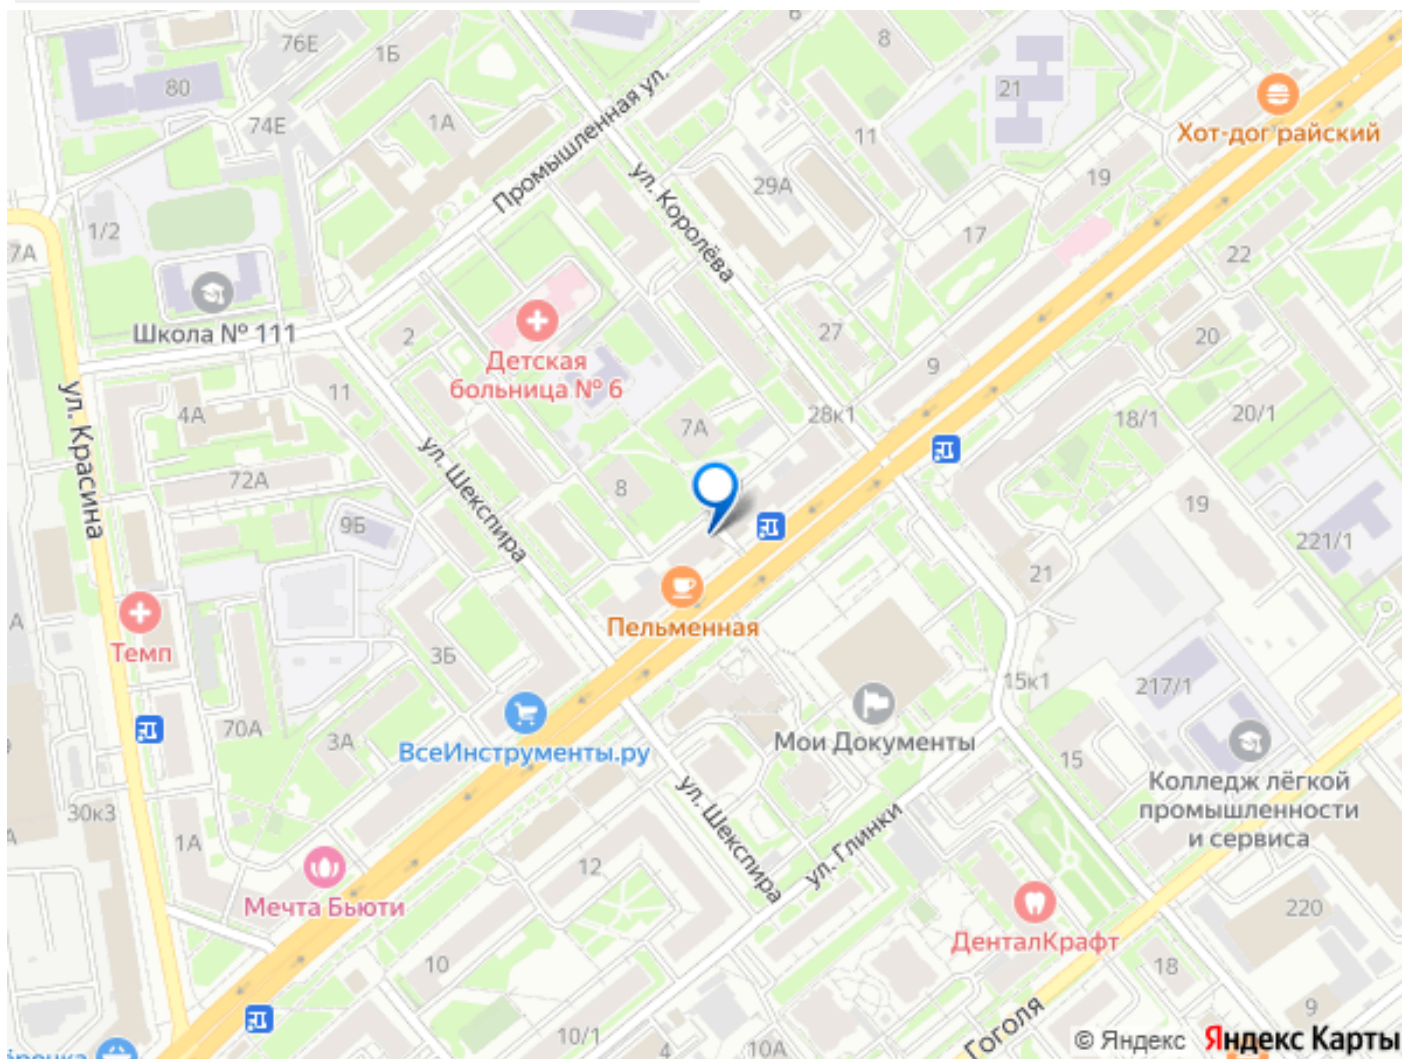 6
8
76Е
1Б
80
21
Хот-дог райский
74Е
1А
11
Промышленная ул.
29А
19
ул. Королёва
1/2
7А
17
22
Школа № 111
2
27
20
Детская
больница № 6
9
11
4А
7А
28к1
18/1
20/1
ул. Красина
ул. Шекспира
72А
8
19
9Б
221/1
21
Пельменная
А
Темп
3Б
15к1
217/1
70А
3А
ВсеИнструменты.ру
Мои Документы
15
Колледж лёгкой
промышленности
и сервиса
30к3
1А
ул. Шекспира
ул. Глинки
12
Мечта Бьюти
220
ДенталКрафт
10
18
9
10/1
4
10А
Гоголя
© Яндекс Яндекс Карты